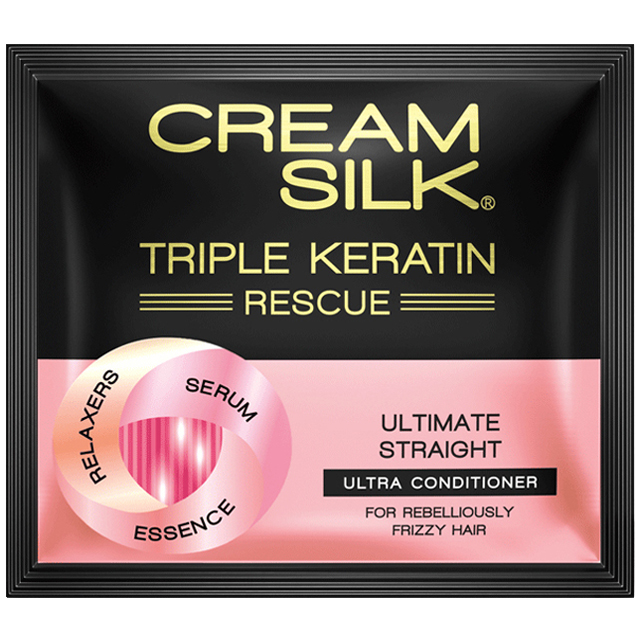 CREAM
SILK®
TRIPLE KERATIN
RESCUE
RELAXERS
SERUM
ESSENCE
ULTIMATE
STRAIGHT
ULTRA CONDITIONER
FOR REBELLIOUSLY
FRIZZY HAIR